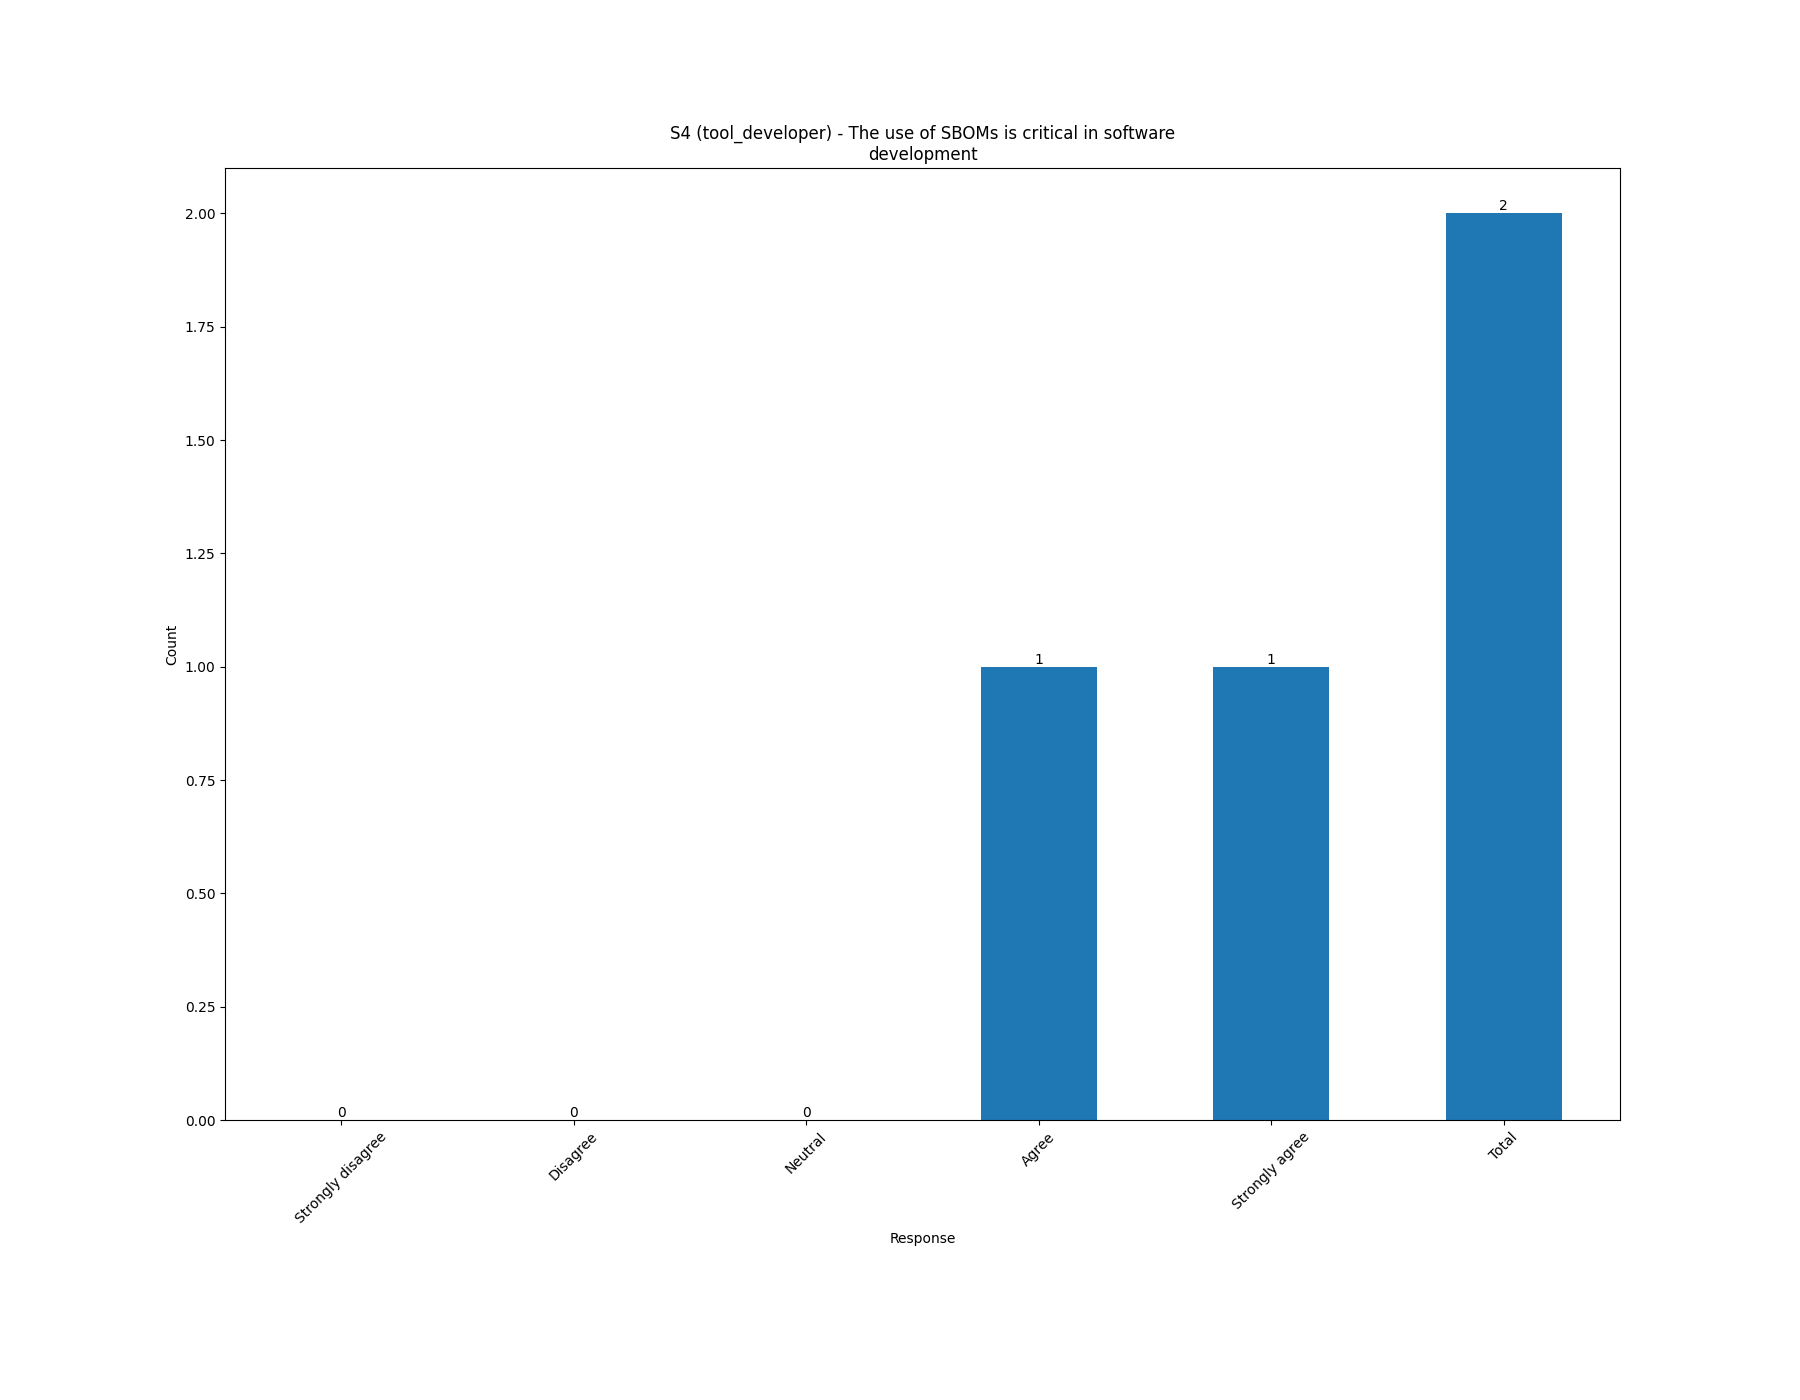 S4 (tool_developer) - The use of SBOMs is critical in software
development
2.00
1.75
1.50
1.25
1.00
0.75
0.50
0.25
0.00
Count
0
0
0
1
1
2
Strongly disagree
Disagree
Neutral
Agree
Strongly agree
Total
Response